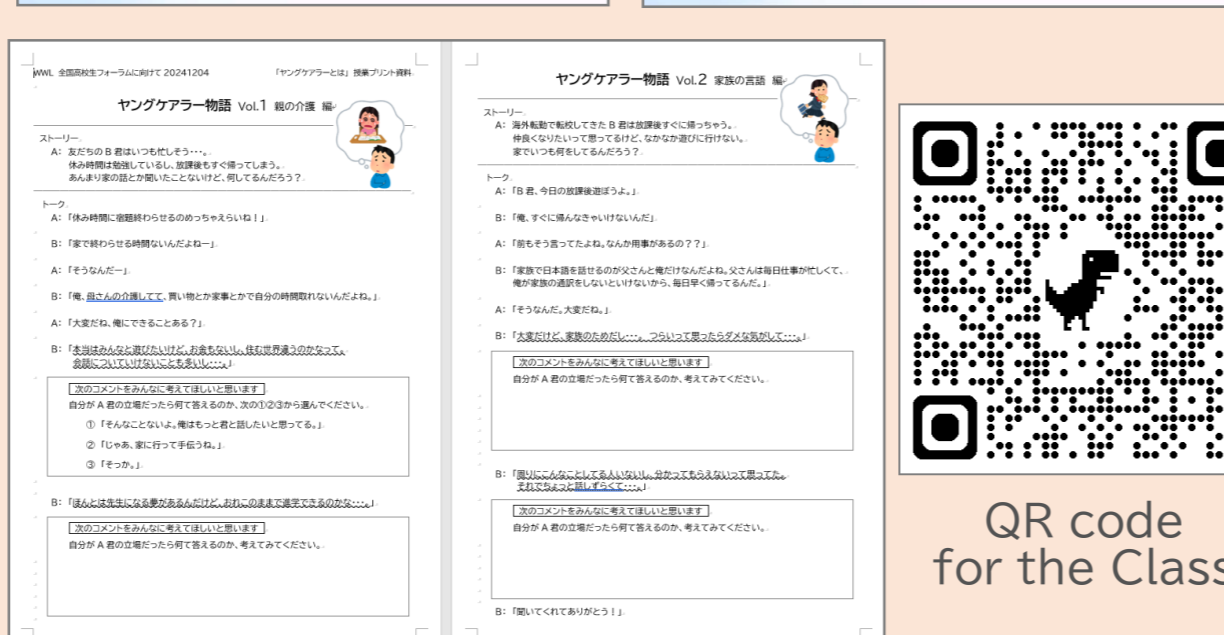 WWL 全国高校生フォーラムに向けて 20241204 「ヤングケアラーとは」 授業プリント資料
ヤングケアラー物語 Vol.1 親の介護 編
ストーリー
A: 友だちの B 君はいつも忙しそう・・・。
休み時間は勉強しているし、放課後もすぐ帰ってしまう。
あんまり家の話とか聞いたことないけど、何してるんだろう？
トーク
A: 「休み時間に宿題終わらせるのめっちゃえらいね！」
B: 「家で終わらせる時間ないんだよねー」
A: 「そうなんだー」
B: 「俺、母さんの介護してて、買い物とか家事とかで自分の時間取れないんだよね。」
A: 「大変だね、俺にできることある？」
B: 「本当はみんなと遊びたいけど、お金もないし、住む世界違うのかなって。
会話についていけないことも多いし・・・。」
次のコメントをみんなに考えてほしいと思います
自分が A 君の立場だったら何て答えるのか、次の①②③から選んでください。
① 「そんなことないよ。俺はもっと君と話したいと思ってる。」
② 「じゃあ、家に行って手伝うね。」
③ 「そっか。」
B: 「ほんとは先生になる夢があるんだけど、おれこのままで進学できるのかな・・・。」
次のコメントをみんなに考えてほしいと思います
自分が A 君の立場だったら何て答えるのか、考えてみてください。
ヤングケアラー物語 Vol.2 家族の言語 編
ストーリー
A: 海外転勤で転校してきた B 君は放課後すぐに帰っちゃう。
仲良くなりたいって思ってるけど、なかなか遊びに行けない。
家でいつも何をしてるんだろう？
トーク
A: 「B 君、今日の放課後遊ぼうよ。」
B: 「俺、すぐに帰んなきゃいけないんだ」
A: 「前もそう言ってたよね。なんか用事があるの？？」
B: 「家族で日本語を話せるのが父さんと俺だけなんだよね。父さんは毎日仕事が忙しくて、
俺が家族の通訳をしないといけないから、毎日早く帰ってるんだ。」
A: 「そうなんだ。大変だね。」
B: 「大変だけど、家族のためだし・・・。 つらいって思ったらダメな気がして・・・。」
次のコメントをみんなに考えてほしいと思います
自分が A 君の立場だったら何て答えるのか、考えてみてください。
B: 「周りにこんなことしてる人いないし、分かってもらえないって思ってた。
それでちょっと話しずらくて・・・。」
次のコメントをみんなに考えてほしいと思います
自分が A 君の立場だったら何て答えるのか、考えてみてください。
B: 「聞いてくれてありがとう！」
QR code
for the Class